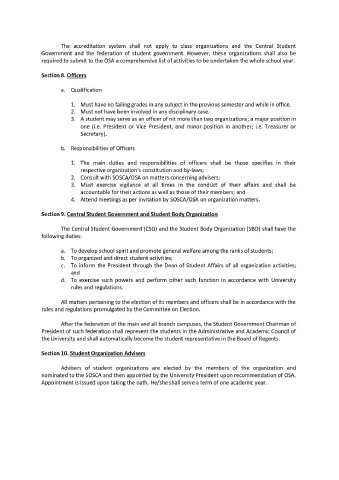 The accreditation system shall not apply to class organizations and the Central Student
Government and the federation of student government. However, these organizations shall also be
required to submit to the OSA a comprehensive list of activities to be undertaken the whole school year.
Section 8. Officers
a. Qualification
1. Must have no failing grades in any subject in the previous semester and while in office.
2. Must not have been involved in any disciplinary case.
3. A student may serve as an officer of nit more than two organizations; a major position in
one (i.e. President or Vice President, and minor position in another; i.e. Treasurer or
Secretary).
b. Responsibilities of Officers
1. The main duties and responsibilities of officers shall be those specifies in their
respective organization's constitution and by-laws;
2. Consult with SOSCA/OSA on matters concerning advisers;
3. Must exercise vigilance at all times in the conduct of their affairs and shall be
accountable for their actions as well as those of their members; and
4. Attend meetings as per invitation by SOSCA/OSA on organization matters.
Section 9. Central Student Government and Student Body Organization
The Central Student Government (CSG) and the Student Body Organization (SBO) shall have the
following duties:
a. To develop school spirit and promote general welfare among the ranks of students;
b. To organized and direct student activities;
c. To inform the President through the Dean of Student Affairs of all organization activities;
and
d. To exercise such powers and perform other such function in accordance with University
rules and regulations.
All matters pertaining to the election of its members and officers shall be in accordance with the
rules and regulations promulgated by the Committee on Election.
After the federation of the main and all branch campuses, the Student Government Chairman of
President of such federation shall represent the students in the Administrative and Academic Council of
the University and shall automatically become the student representative in the Board of Regents.
Section 10. Student Organization Advisers
Advisers of student organizations are elected by the members of the organization and
nominated to the SOSCA and then appointed by the University President upon recommendation of OSA.
Appointment is issued upon taking the oath. He/she shall serve a term of one academic year.